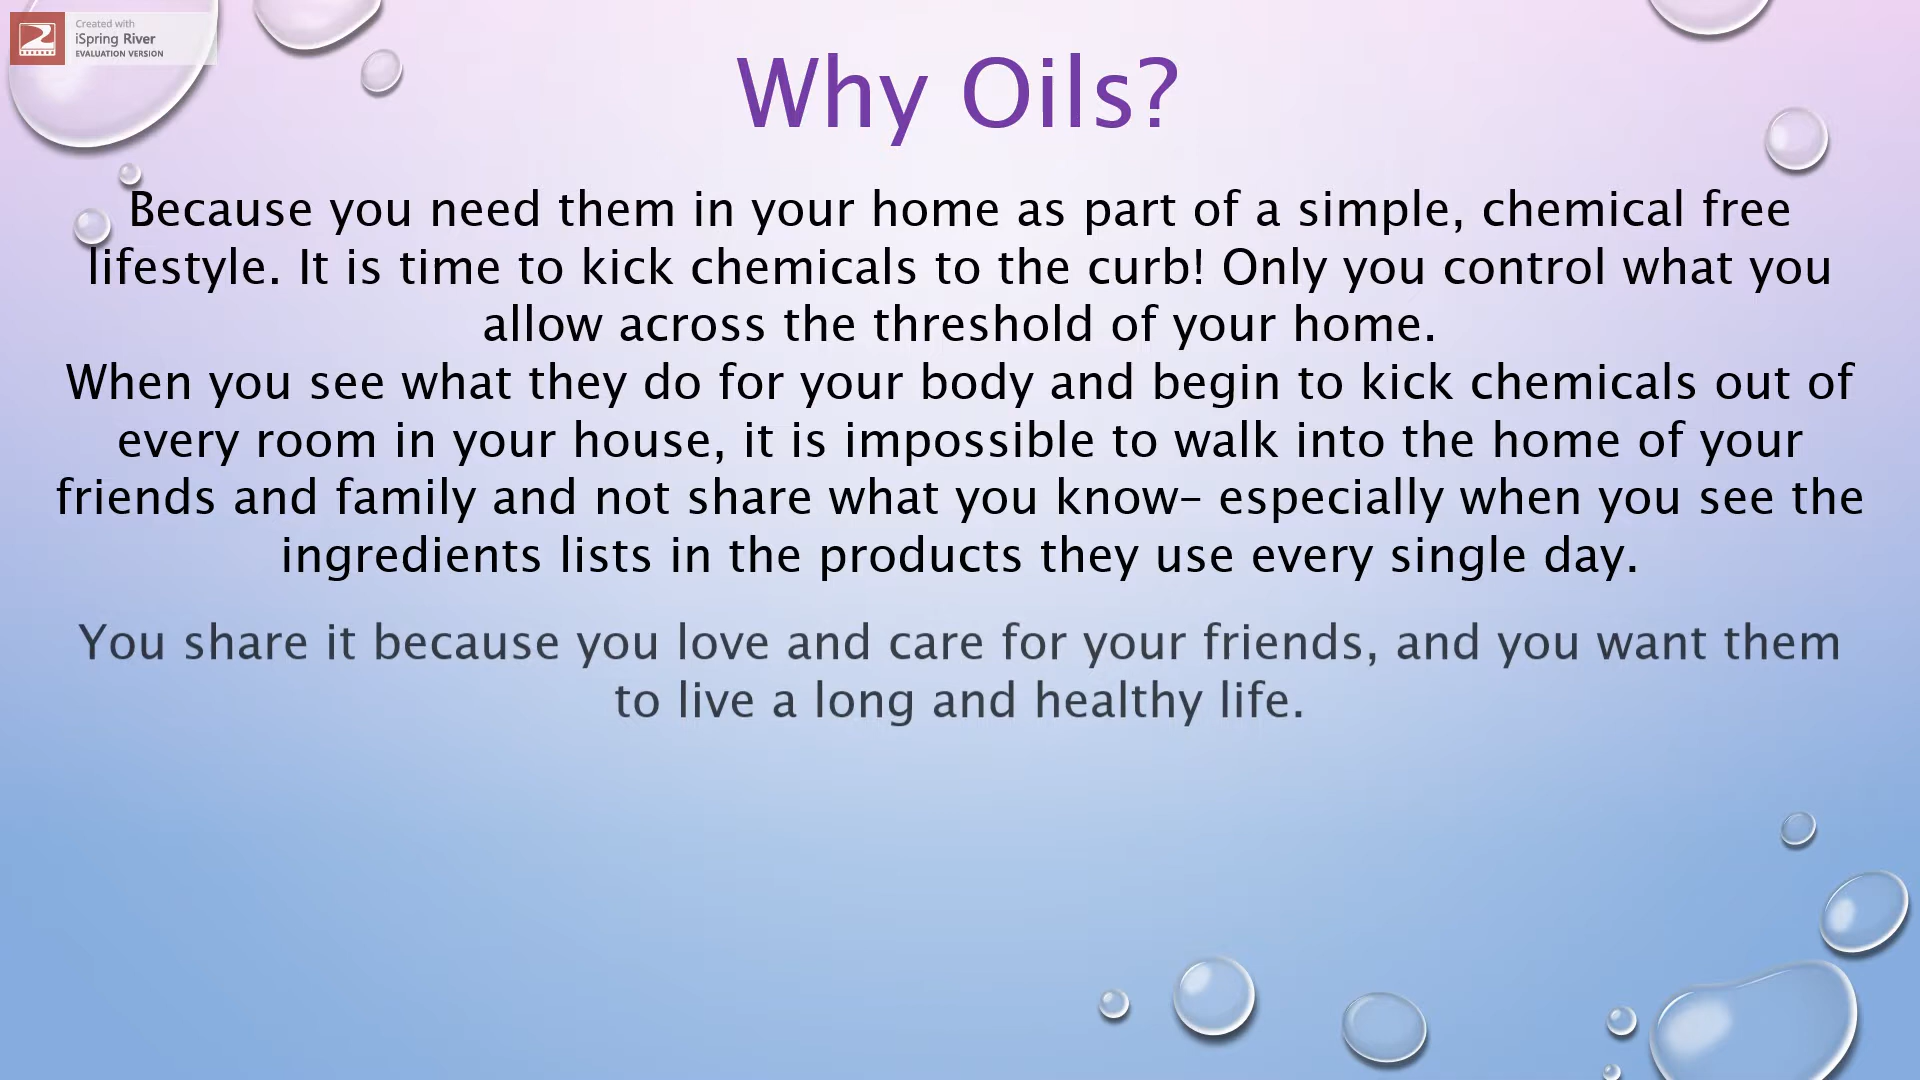 Created with
iSpring River
EVALUATION VERSION
Why Oils?
Because you need them in your home as part of a simple, chemical free
lifestyle. It is time to kick chemicals to the curb! Only you control what you
allow across the threshold of your home.
When you see what they do for your body and begin to kick chemicals out of
every room in your house, it is impossible to walk into the home of your
friends and family and not share what you know– especially when you see the
ingredients lists in the products they use every single day.
You share it because you love and care for your friends, and you want them
to live a long and healthy life.